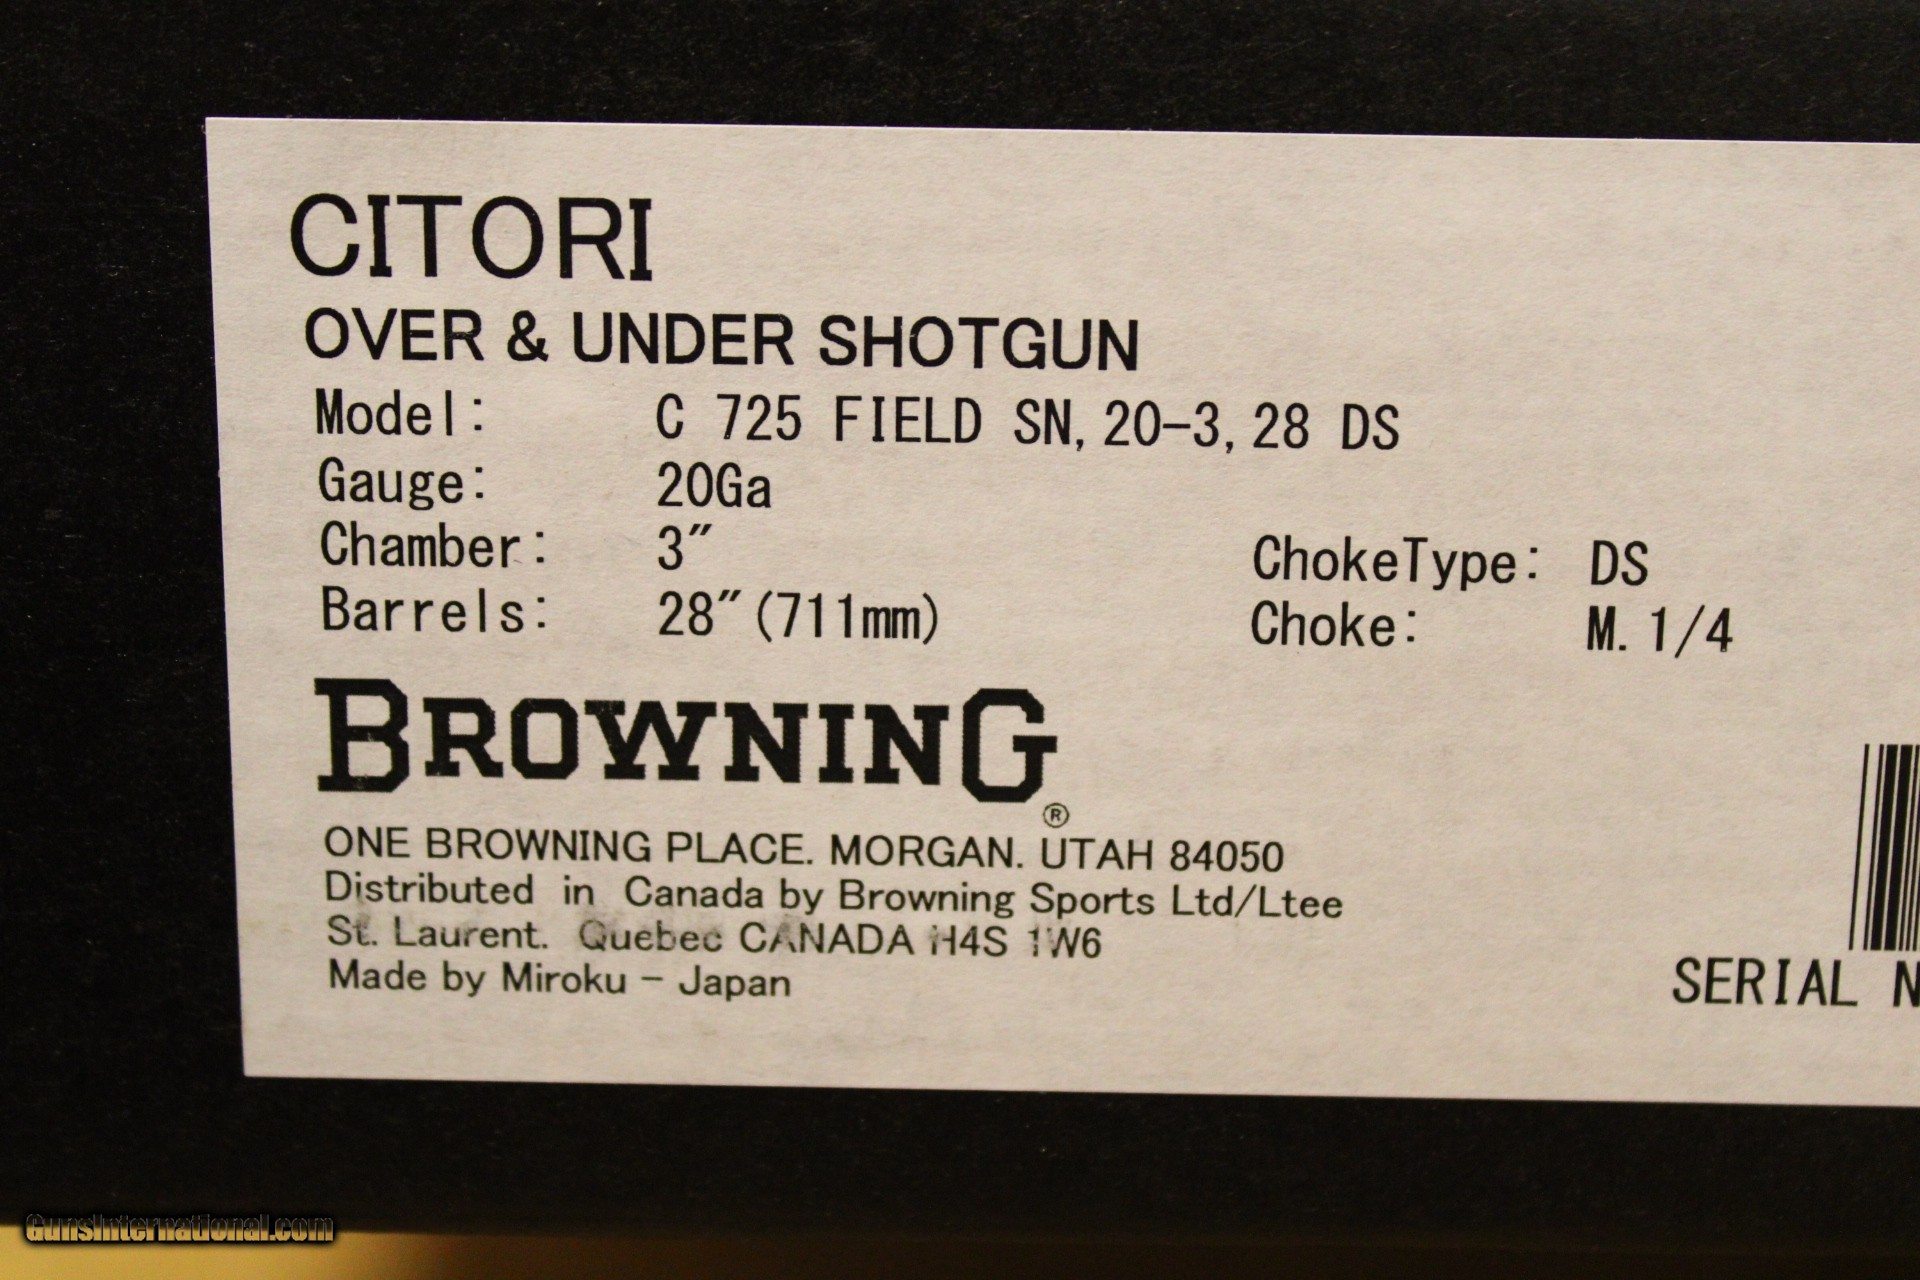 CITORI
OVER & UNDER SHOTGUN
Model: C 725 FIELD SN, 20-3, 28 DS
Gauge: 20Ga
Chamber: 3" ChokeType: DS
Barrels: 28"(711mm) Choke: M. 1/4
BROWNING®
ONE BROWNING PLACE. MORGAN. UTAH 84050
Distributed in Canada by Browning Sports Ltd/Ltee
St. Laurent. Quebec CANADA H4S 1W6
Made by Miroku - Japan
SERIAL N
GunsInternational.com